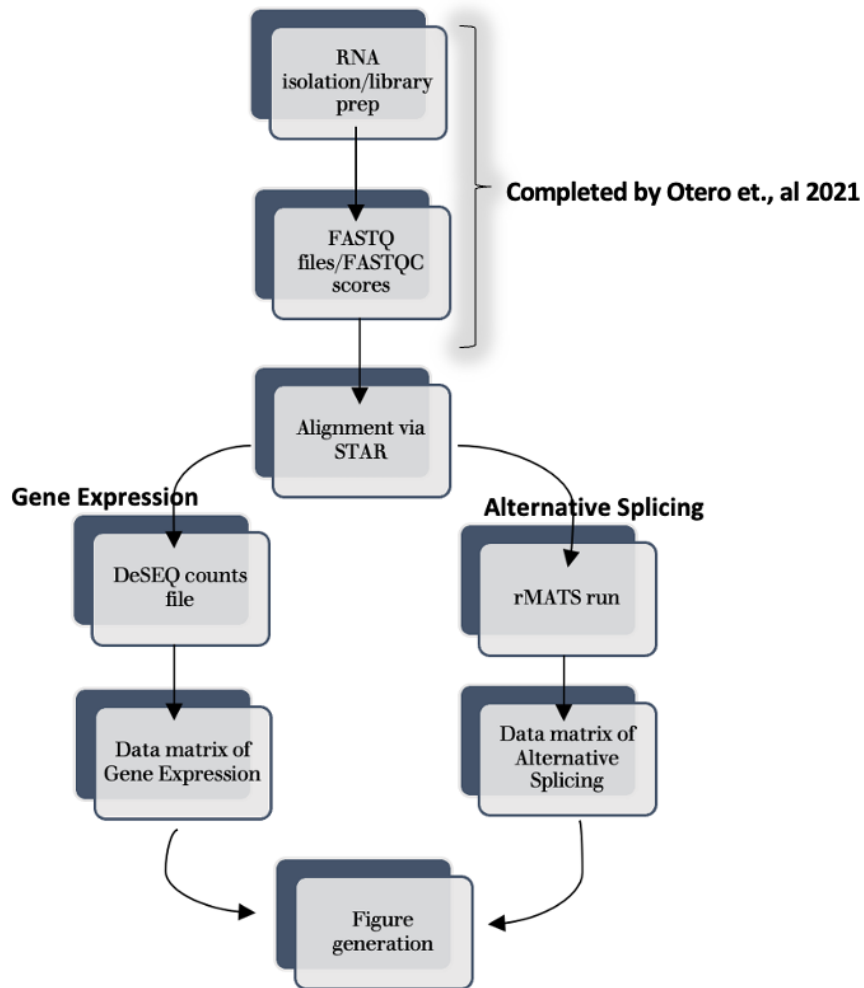 RNA
isolation/library
prep
Completed by Otero et., al 2021
FASTQ
files/FASTQC
scores
Alignment via
STAR
Gene Expression
Alternative Splicing
DeSEQ counts
file
rMATS run
Data matrix of
Gene Expression
Data matrix of
Alternative
Splicing
Figure
generation